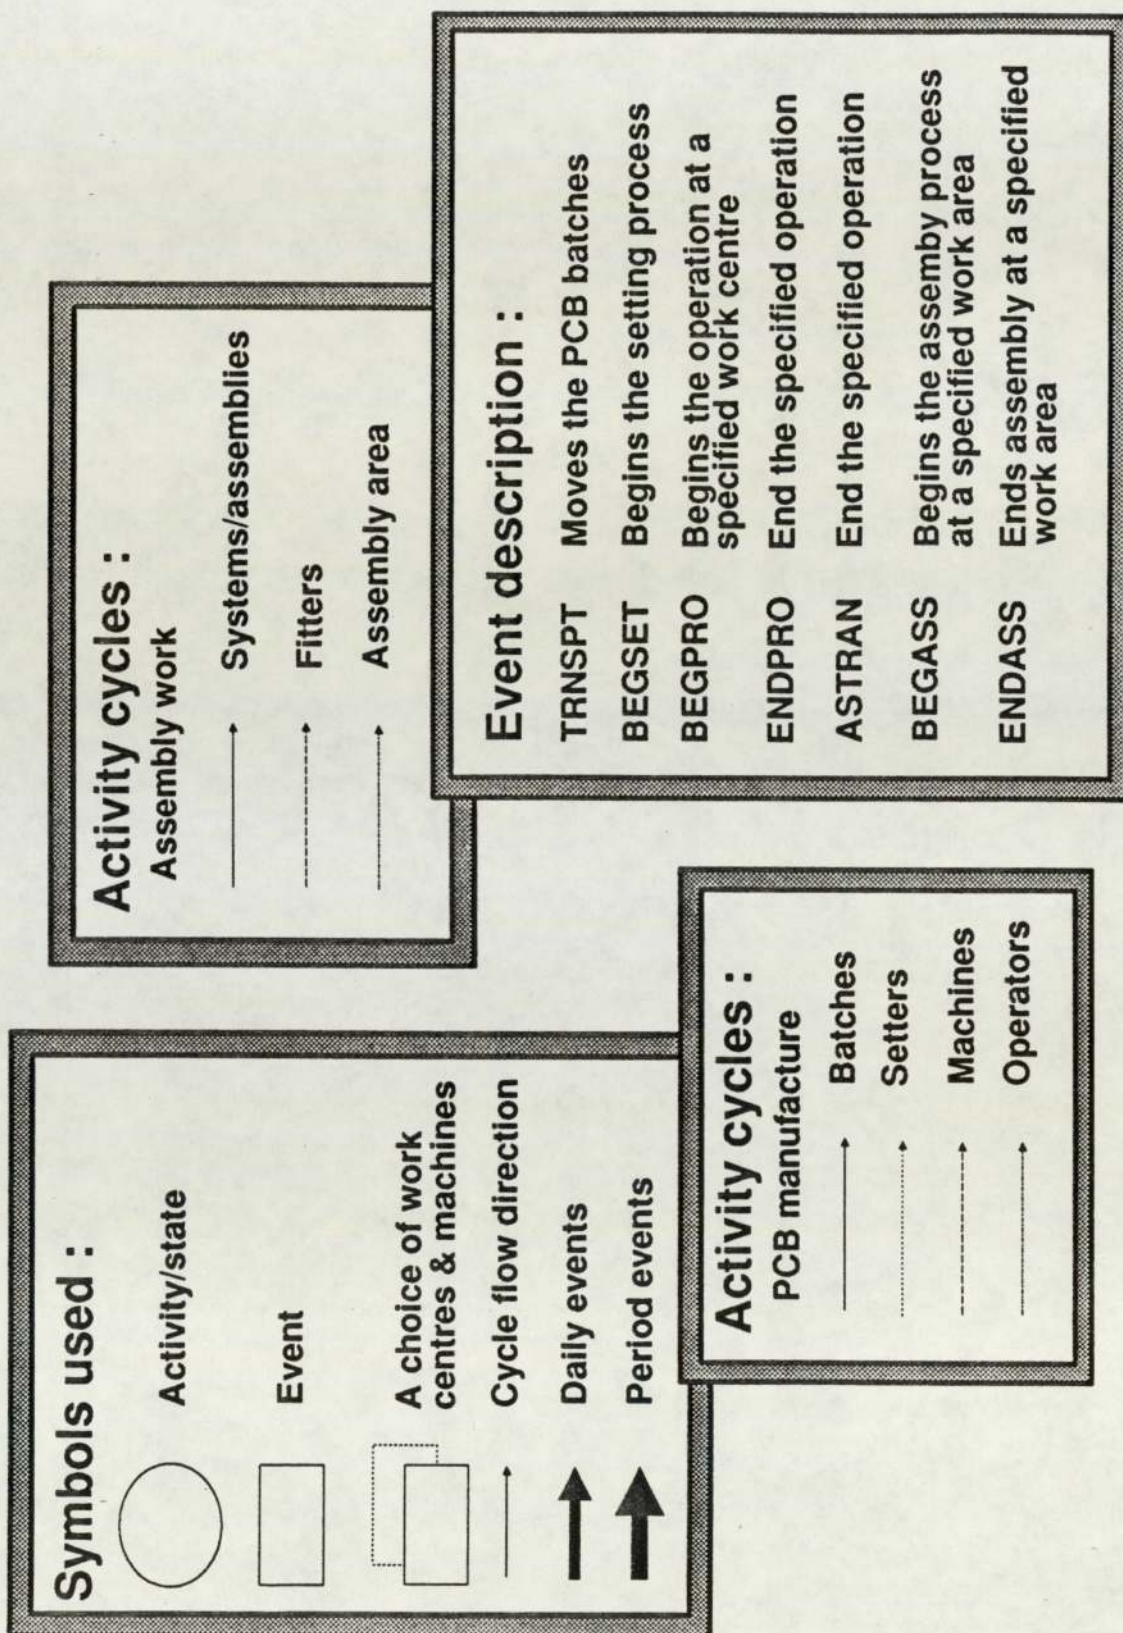 Symbols used :
Activity/state
Event
A choice of work
centres & machines
Cycle flow direction
Daily events
Period events
Activity cycles :
Assembly work
Systems/assemblies
Fitters
Assembly area
Activity cycles :
PCB manufacture
Batches
Setters
Machines
Operators
Event description :
TRNSPT Moves the PCB batches
BEGSET Begins the setting process
BEGPRO Begins the operation at a
specified work centre
ENDPRO End the specified operation
ASTRAN End the specified operation
BEGASS Begins the assemby process
at a specified work area
ENDASS Ends assembly at a specified
work area